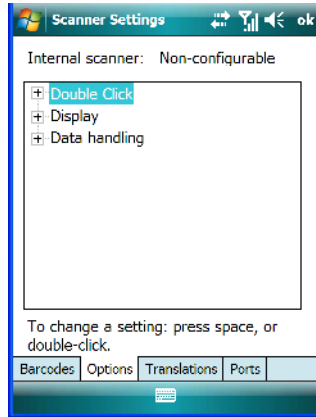 Scanner Settings ok
Internal scanner: Non-configurable
Double Click
Display
Data handling
To change a setting: press space, or
double-click.
Barcodes Options Translations Ports